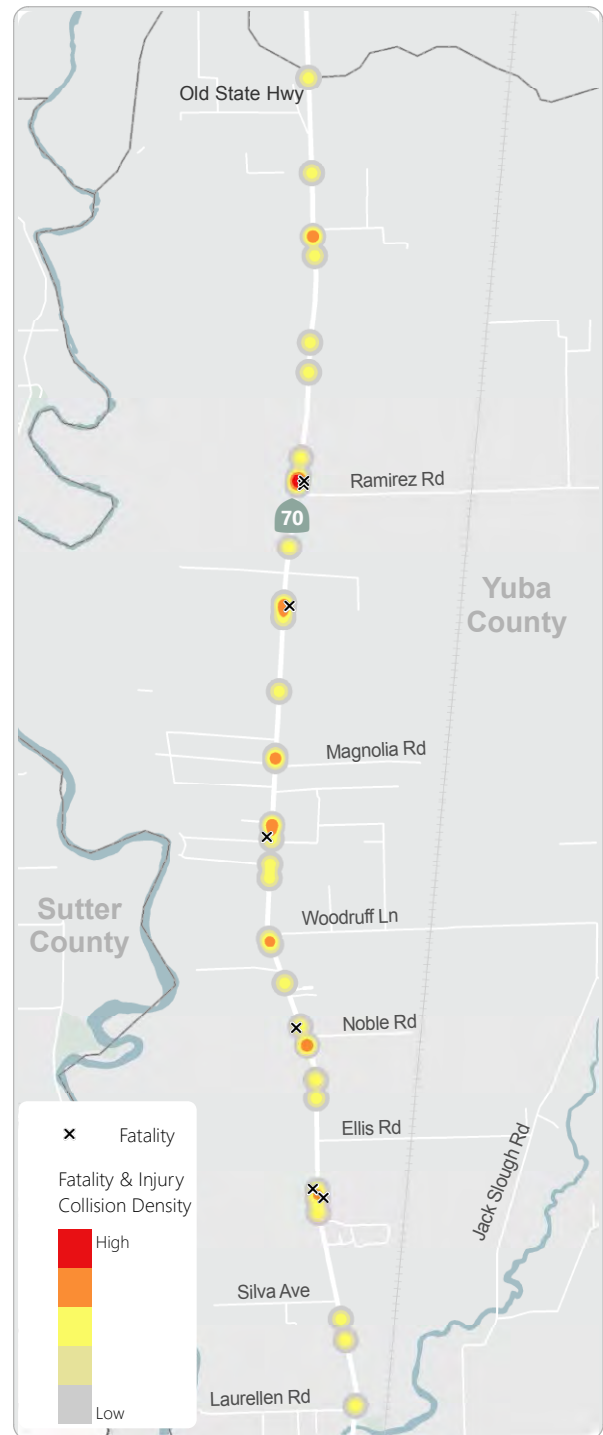 Old State Hwy
Ramirez Rd
70
Yuba
County
Magnolia Rd
Sutter
County
Woodruff Ln
Noble Rd
Ellis Rd
Jack Slough Rd
Silva Ave
Laurellen Rd
Fatality
Fatality & Injury
Collision Density
High
Low